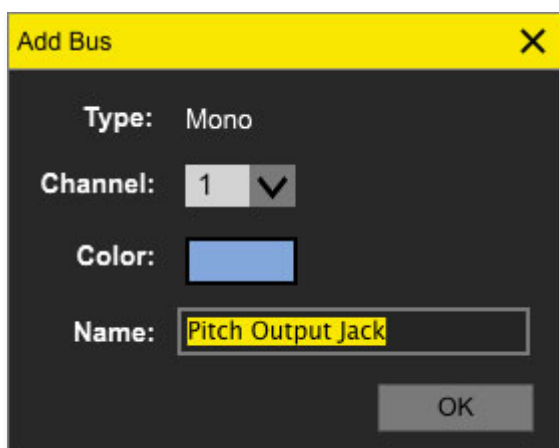 Add Bus
Type: Mono
Channel: 1
Color:
Name: Pitch Output Jack
OK